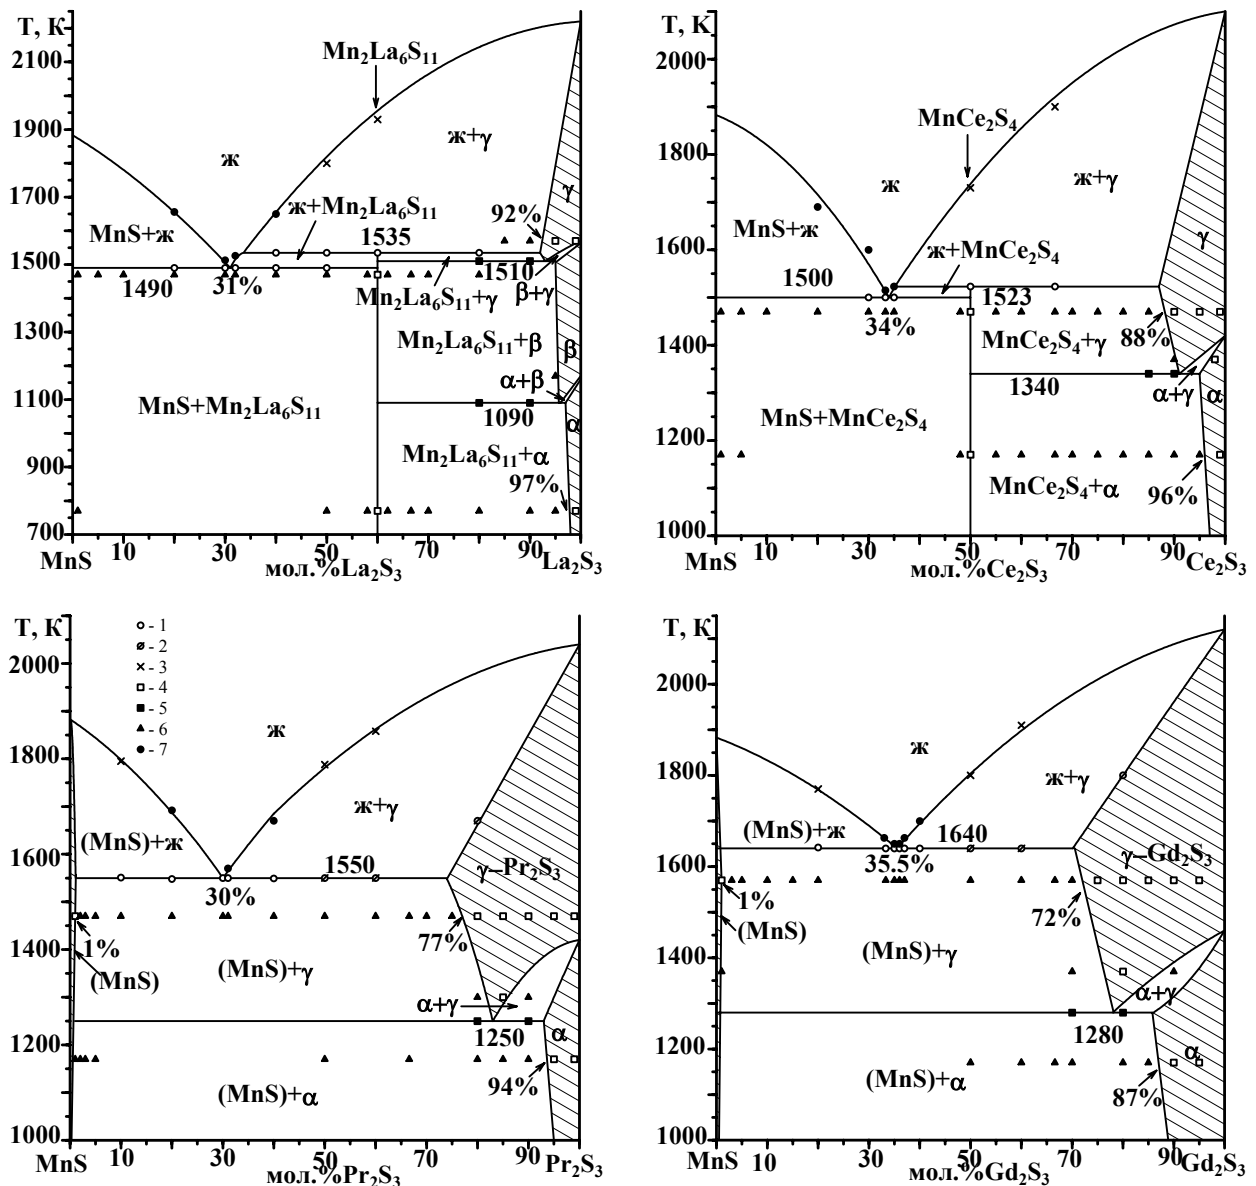 T, К
2100
1900
1700
1500
1300
1100
900
700
Mn2La6S11
ж
ж+γ
γ
92%
ж+Mn2La6S11
MnS+ж
1535
1490
31%
1510
Mn2La6S11+γ
β+γ
Mn2La6S11+β
β
α+β
MnS+Mn2La6S11
1090
α
Mn2La6S11+α
97%
MnS
10
30
50
70
90
La2S3
мол.%La2S3
T, К
2000
1800
1600
1400
1200
1000
MnCe2S4
ж
ж+γ
γ
MnS+ж
ж+MnCe2S4
1500
1523
34%
MnCe2S4+γ
88%
1340
α+γ
α
MnS+MnCe2S4
MnCe2S4+α
96%
MnS
10
30
50
70
90
Ce2S3
мол.%Ce2S3
T, К
2000
1800
1600
1400
1200
1000
- 1
- 2
- 3
- 4
- 5
- 6
- 7
ж
ж+γ
(MnS)+ж
1550
γ–Pr2S3
30%
1%
77%
(MnS)
(MnS)+γ
α+γ
1250
α
94%
(MnS)+α
MnS
10
30
50
70
90
Pr2S3
мол.%Pr2S3
T, К
2000
1800
1600
1400
1200
1000
ж
ж+γ
(MnS)+ж
1640
γ–Gd2S3
35.5%
1%
72%
(MnS)
(MnS)+γ
α+γ
1280
α
(MnS)+α
87%
MnS
10
30
50
70
90
Gd2S3
мол.%Gd2S3